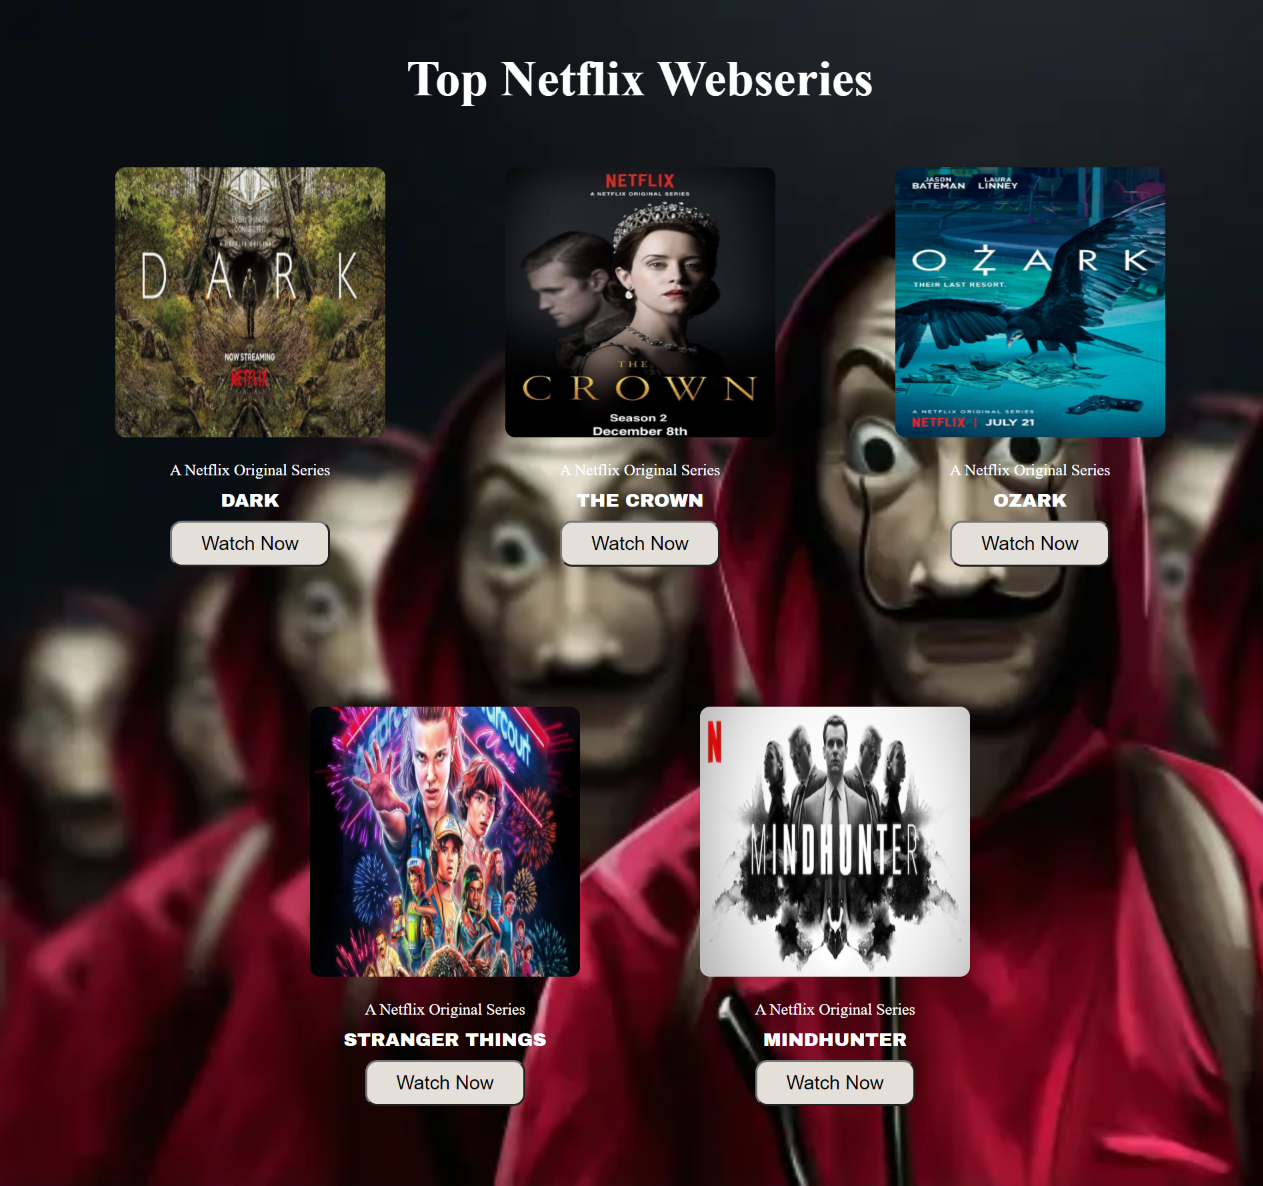 Top Netflix Webseries
EVERYTHING IS
CONNECTED
A NETFLIX ORIGINAL
DARK
NOW STREAMING
NETFLIX
A Netflix Original Series
DARK
Watch Now
NETFLIX
A NETFLIX ORIGINAL SERIES
THE
CROWN
Season 2
December 8th
A Netflix Original Series
THE CROWN
Watch Now
JASON BATEMAN LAURA LINNEY
OŻARK
THEIR LAST RESORT.
A NETFLIX ORIGINAL SERIES
NETFLIX | JULY 21
A Netflix Original Series
OZARK
Watch Now
A Netflix Original Series
STRANGER THINGS
Watch Now
N
MINDHUNTER
A Netflix Original Series
MINDHUNTER
Watch Now